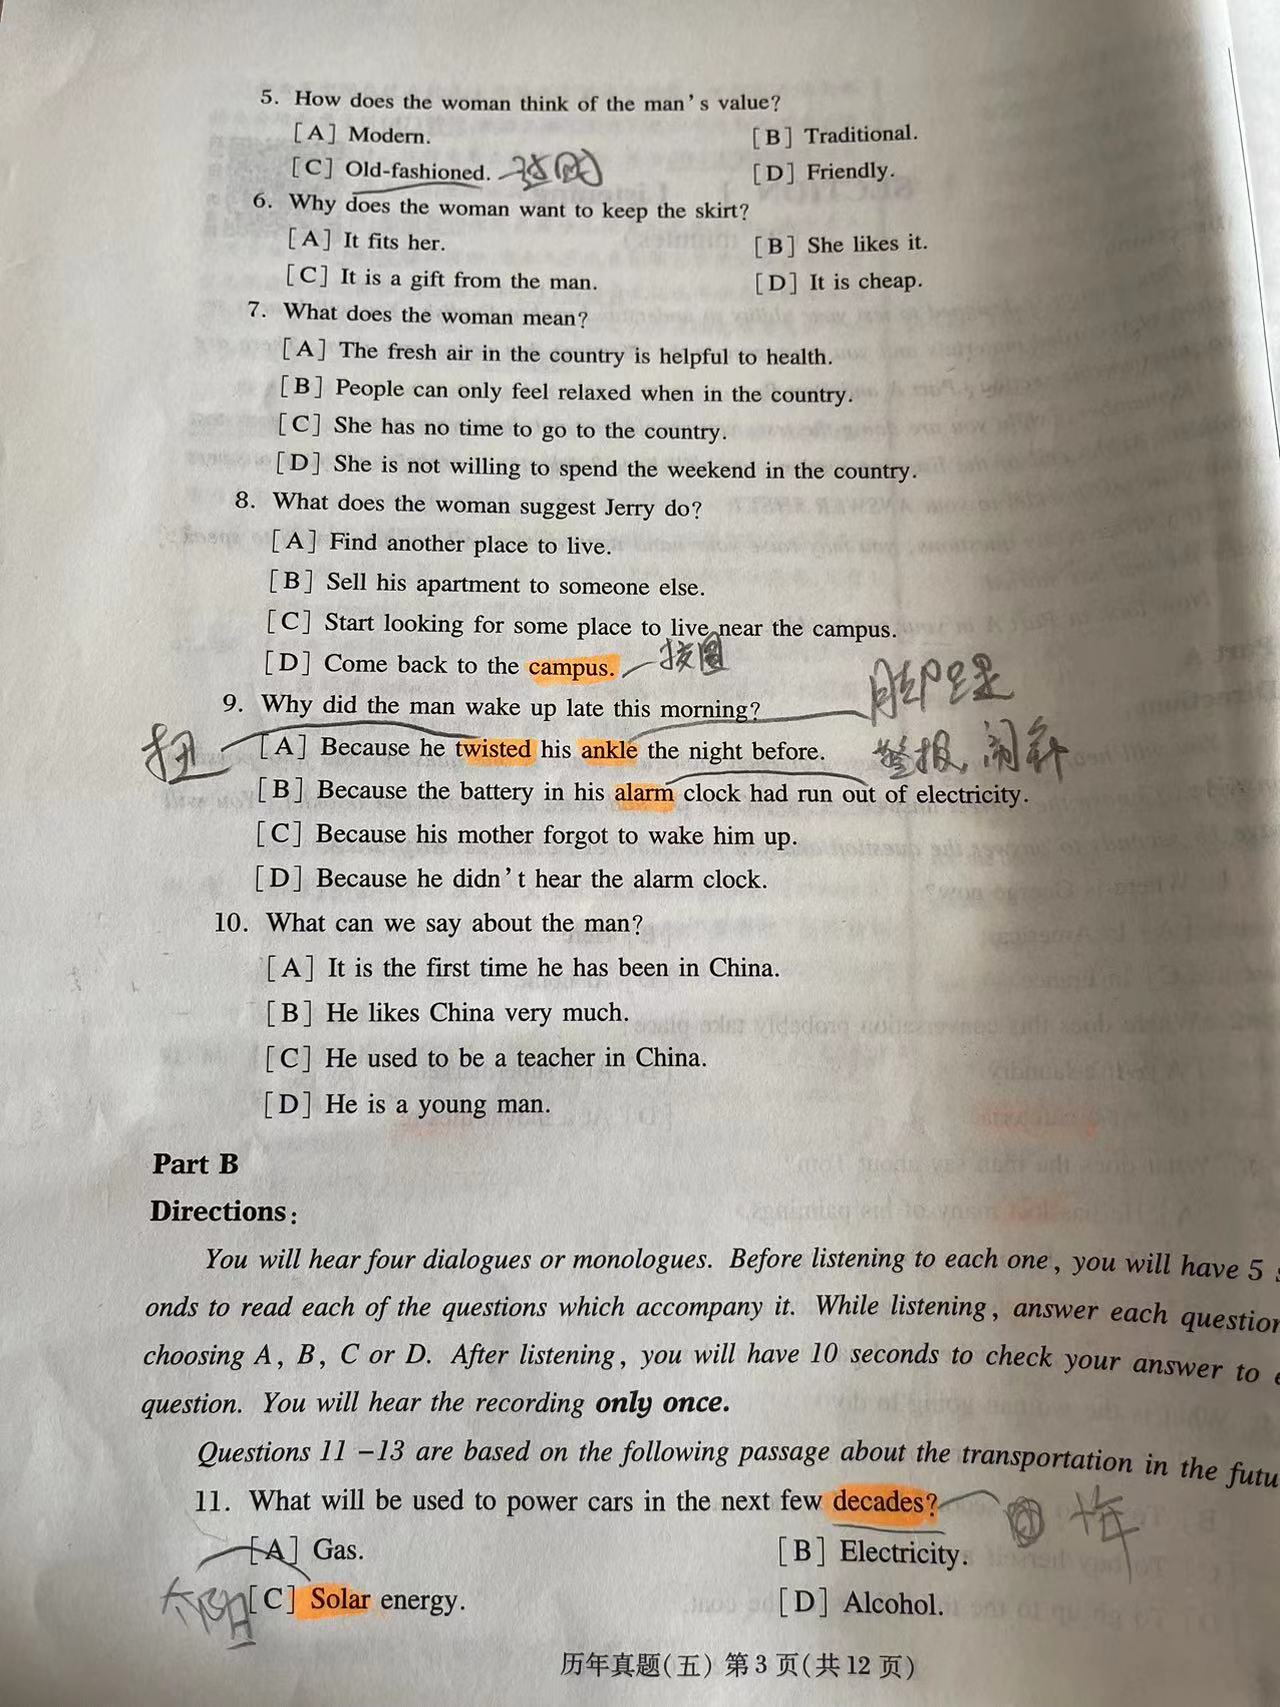 5. How does the woman think of the man's value?
[A] Modern. [B] Traditional.
[C] Old-fashioned. [D] Friendly.
6. Why does the woman want to keep the skirt?
[A] It fits her. [B] She likes it.
[C] It is a gift from the man. [D] It is cheap.
7. What does the woman mean?
[A] The fresh air in the country is helpful to health.
[B] People can only feel relaxed when in the country.
[C] She has no time to go to the country.
[D] She is not willing to spend the weekend in the country.
8. What does the woman suggest Jerry do?
[A] Find another place to live.
[B] Sell his apartment to someone else.
[C] Start looking for some place to live near the campus.
[D] Come back to the campus. 校园
9. Why did the man wake up late this morning? 脚踝
扭 [A] Because he twisted his ankle the night before. 警报, 闹钟
[B] Because the battery in his alarm clock had run out of electricity.
[C] Because his mother forgot to wake him up.
[D] Because he didn't hear the alarm clock.
10. What can we say about the man?
[A] It is the first time he has been in China.
[B] He likes China very much.
[C] He used to be a teacher in China.
[D] He is a young man.
Part B
Directions:
You will hear four dialogues or monologues. Before listening to each one, you will have 5
onds to read each of the questions which accompany it. While listening, answer each question
choosing A, B, C or D. After listening, you will have 10 seconds to check your answer to
question. You will hear the recording only once.
Questions 11-13 are based on the following passage about the transportation in the futu
11. What will be used to power cars in the next few decades? 十年
[A] Gas. [B] Electricity.
太阳 [C] Solar energy. [D] Alcohol.
历年真题(五) 第3页(共12页)